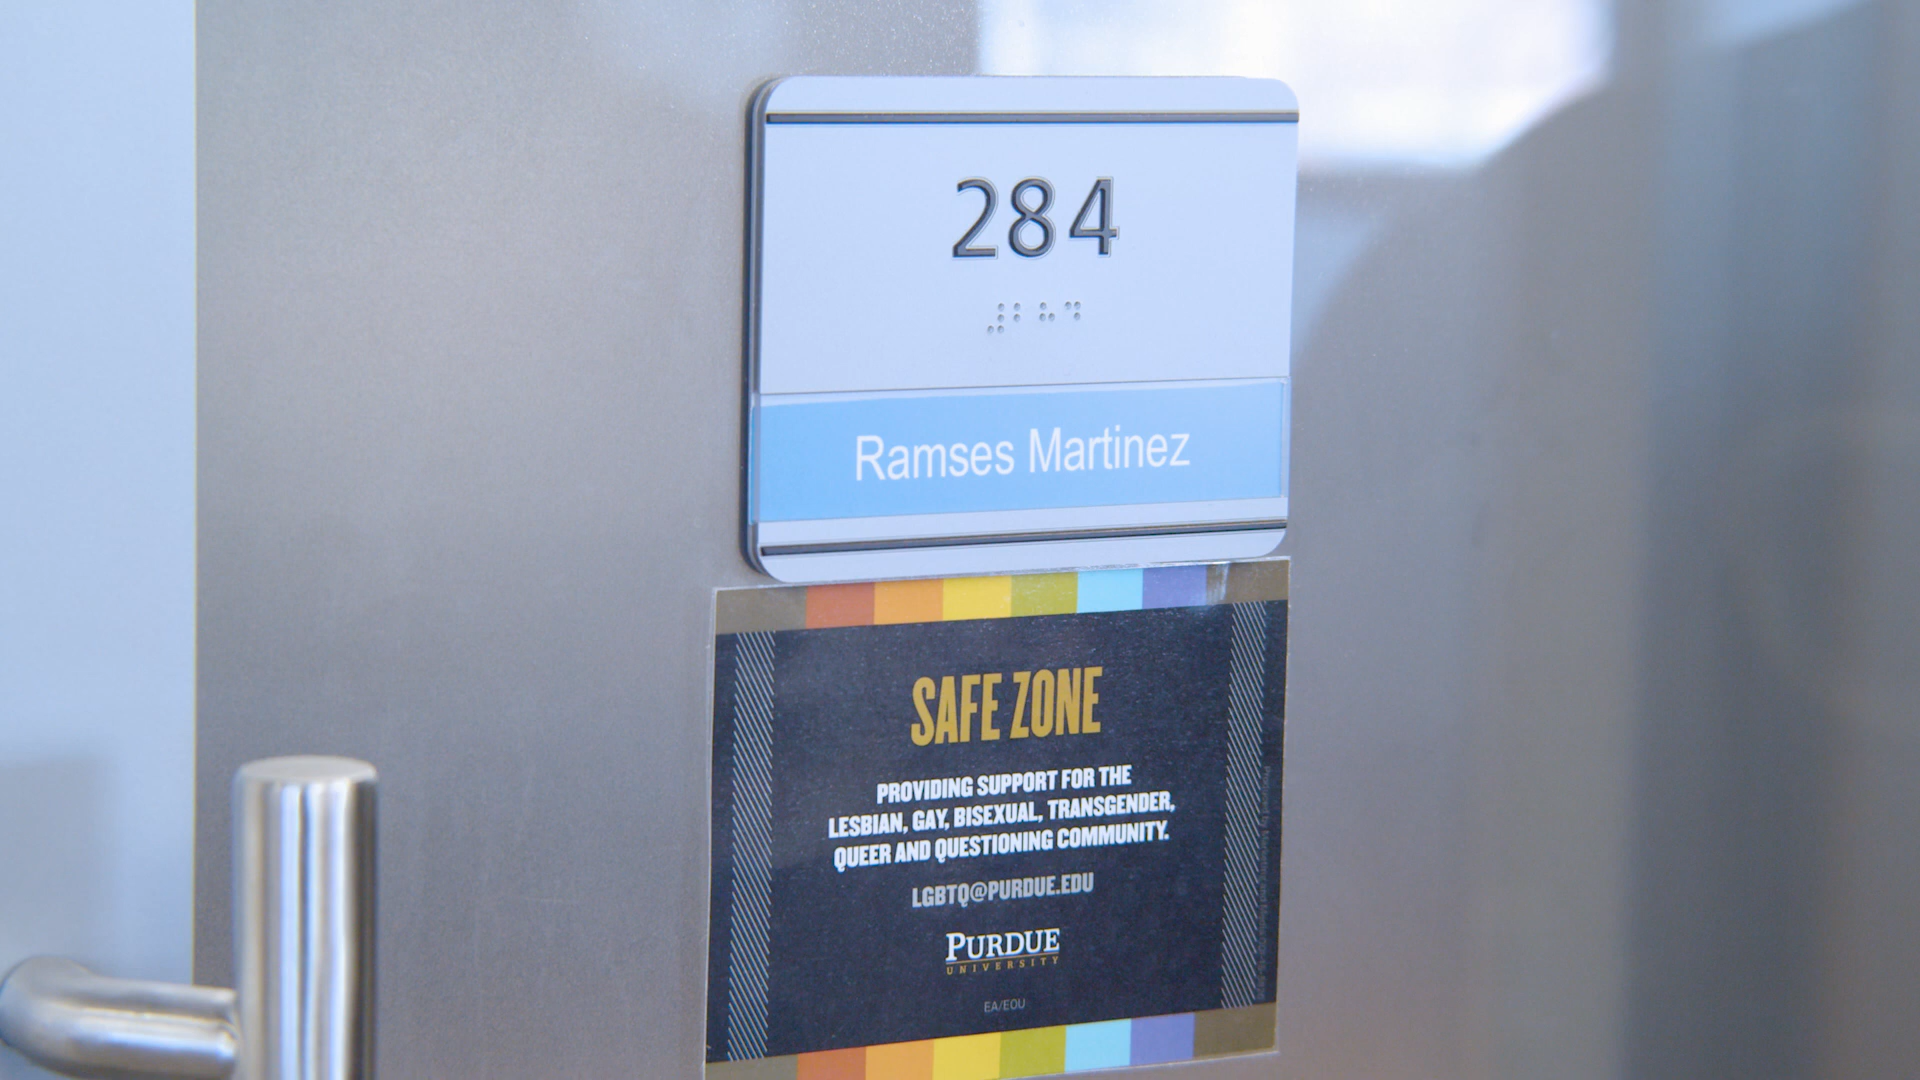 284
⠼⠃⠓⠙
Ramses Martinez
SAFE ZONE
PROVIDING SUPPORT FOR THE
LESBIAN, GAY, BISEXUAL, TRANSGENDER,
QUEER AND QUESTIONING COMMUNITY.
LGBTQ@PURDUE.EDU
PURDUE
UNIVERSITY
EA/EOU